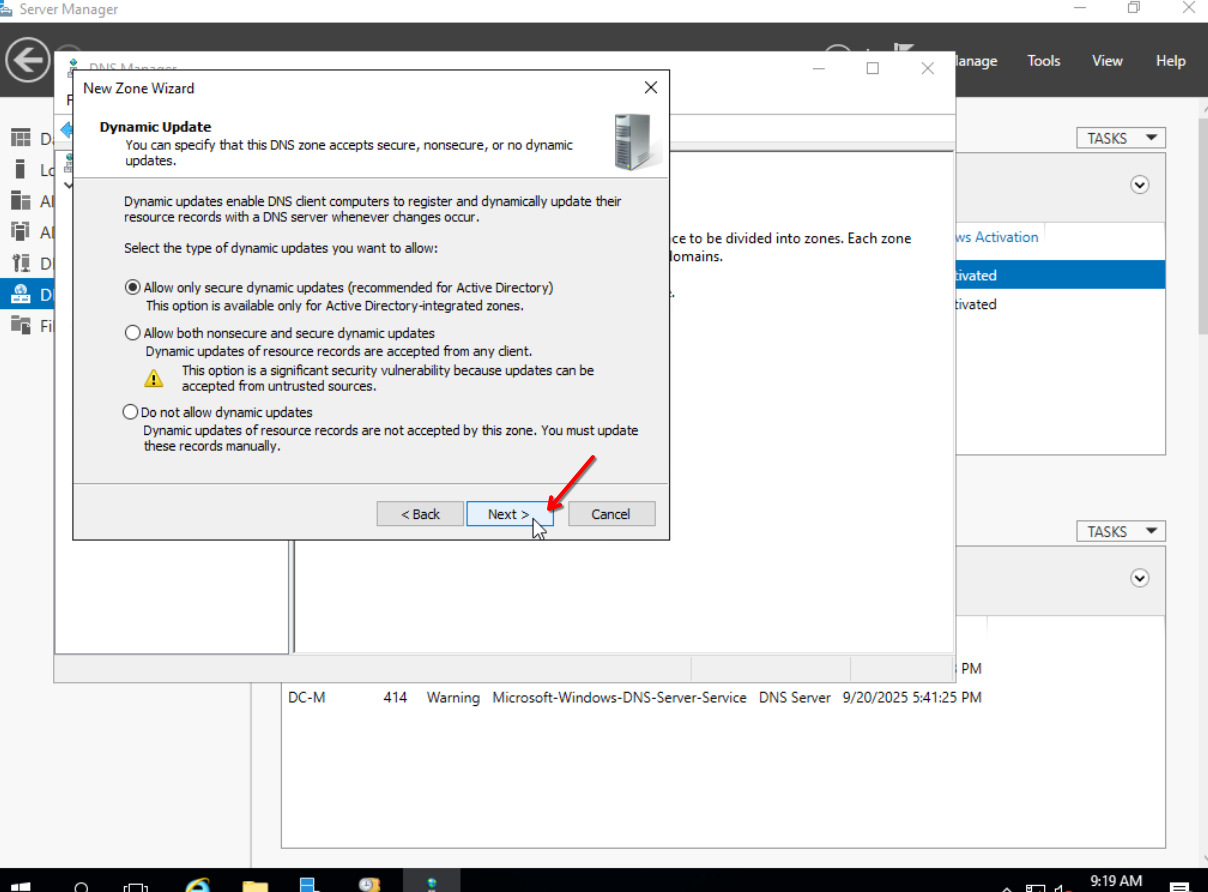 Server Manager
Manage Tools View Help
DNS Manager
New Zone Wizard
Dynamic Update
You can specify that this DNS zone accepts secure, nonsecure, or no dynamic
updates.
TASKS
Dynamic updates enable DNS client computers to register and dynamically update their
resource records with a DNS server whenever changes occur.
Select the type of dynamic updates you want to allow:
ce to be divided into zones. Each zone
omains.
ws Activation
Allow only secure dynamic updates (recommended for Active Directory)
This option is available only for Active Directory-integrated zones.
tivated
tivated
Allow both nonsecure and secure dynamic updates
Dynamic updates of resource records are accepted from any client.
This option is a significant security vulnerability because updates can be
accepted from untrusted sources.
Do not allow dynamic updates
Dynamic updates of resource records are not accepted by this zone. You must update
these records manually.
< Back Next > Cancel
TASKS
PM
DC-M 414 Warning Microsoft-Windows-DNS-Server-Service DNS Server 9/20/2025 5:41:25 PM
9:19 AM